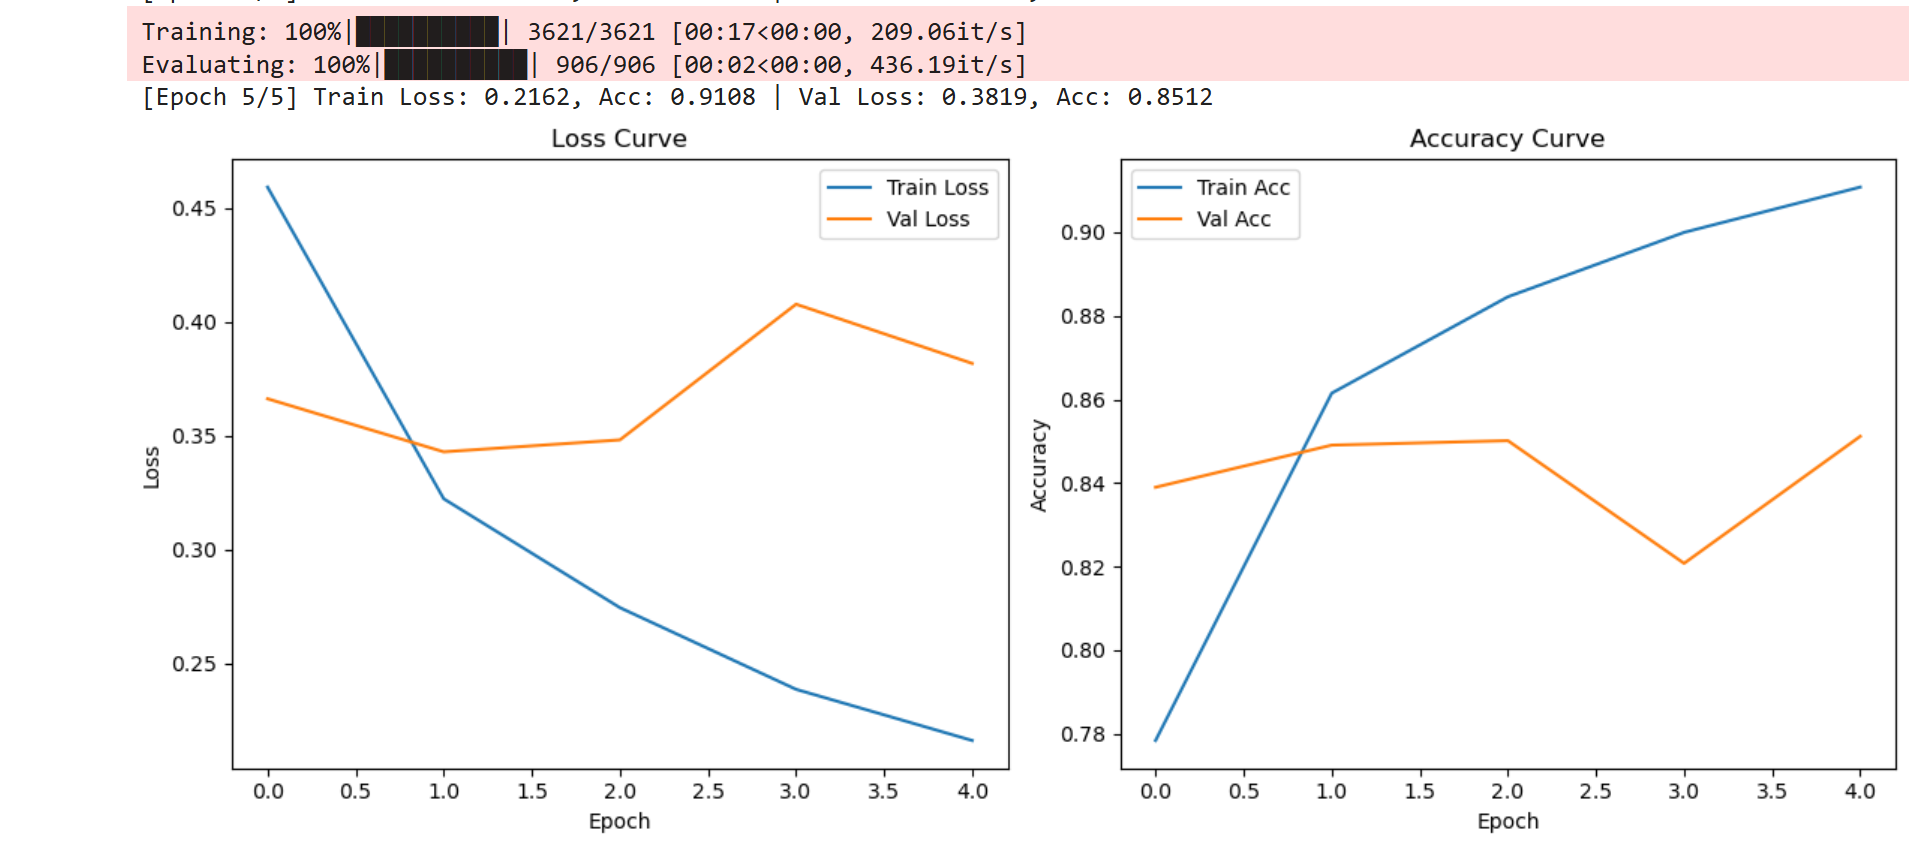 Training: 100%|██████████| 3621/3621 [00:17<00:00, 209.06it/s]
Evaluating: 100%|██████████| 906/906 [00:02<00:00, 436.19it/s]
[Epoch 5/5] Train Loss: 0.2162, Acc: 0.9108 | Val Loss: 0.3819, Acc: 0.8512
Loss Curve
Train Loss
Val Loss
0.45
0.40
0.35
0.30
0.25
Loss
0.0 0.5 1.0 1.5 2.0 2.5 3.0 3.5 4.0
Epoch
Accuracy Curve
Train Acc
Val Acc
0.90
0.88
0.86
0.84
0.82
0.80
0.78
Accuracy
0.0 0.5 1.0 1.5 2.0 2.5 3.0 3.5 4.0
Epoch